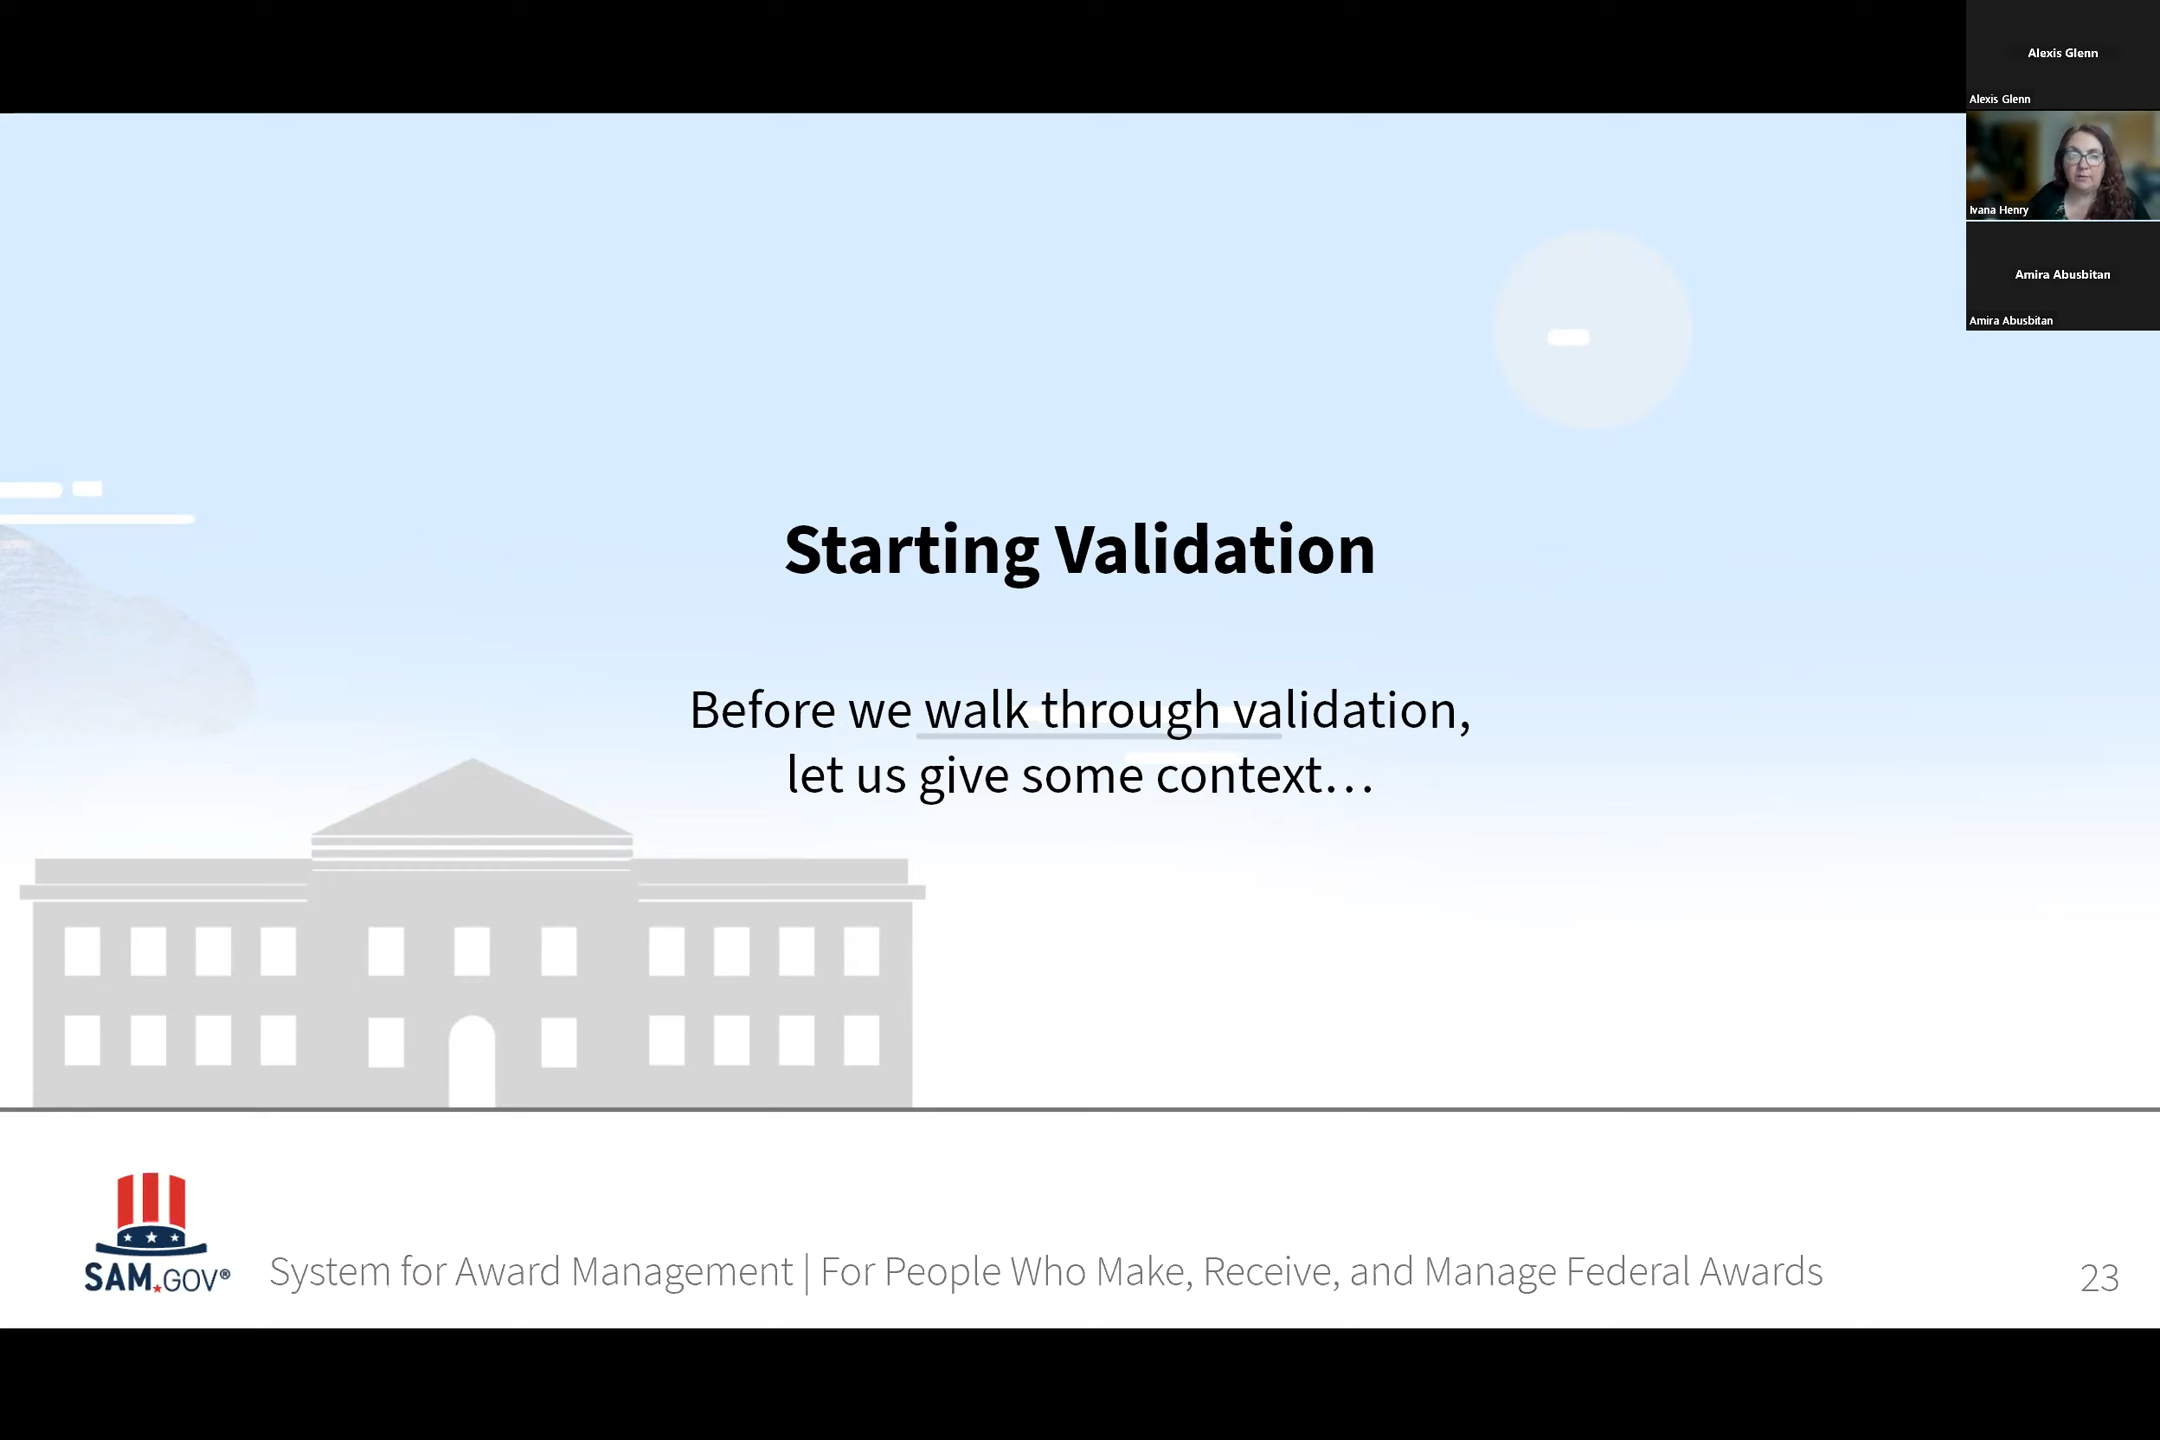 Alexis Glenn
Alexis Glenn
Ivana Henry
Amira Abusbitan
Amira Abusbitan
Starting Validation
Before we walk through validation,
let us give some context…
SAM.GOV®
System for Award Management | For People Who Make, Receive, and Manage Federal Awards
23